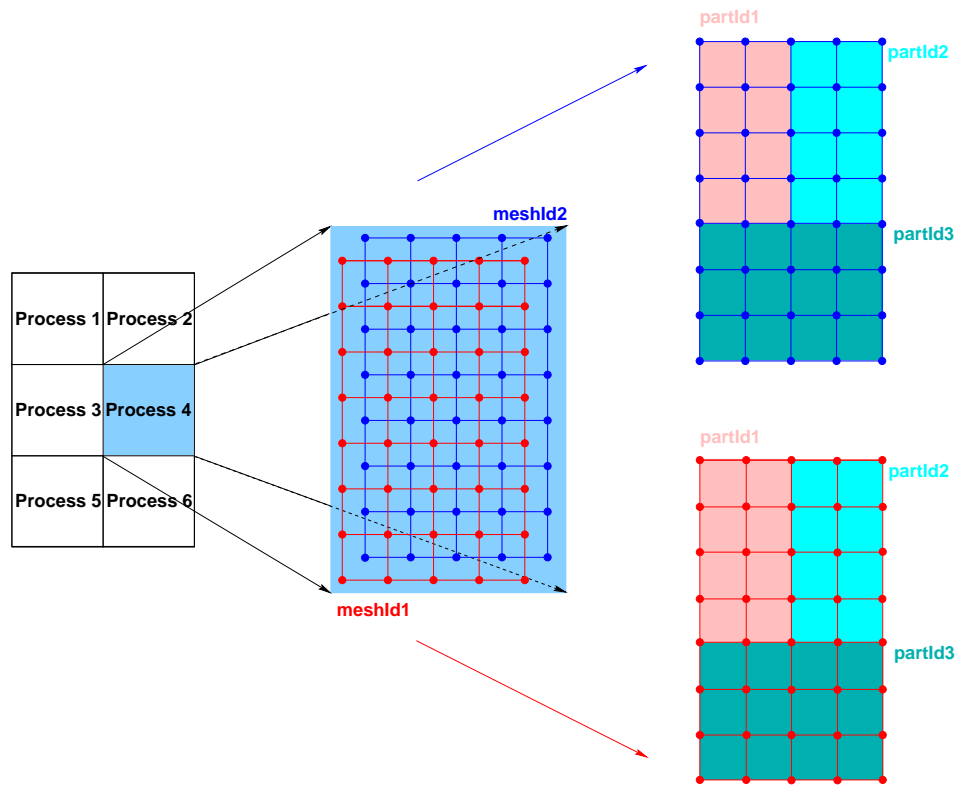 partId1
partId2
partId3
meshId2
Process 1 Process 2
Process 3 Process 4
Process 5 Process 6
meshId1
partId1
partId2
partId3